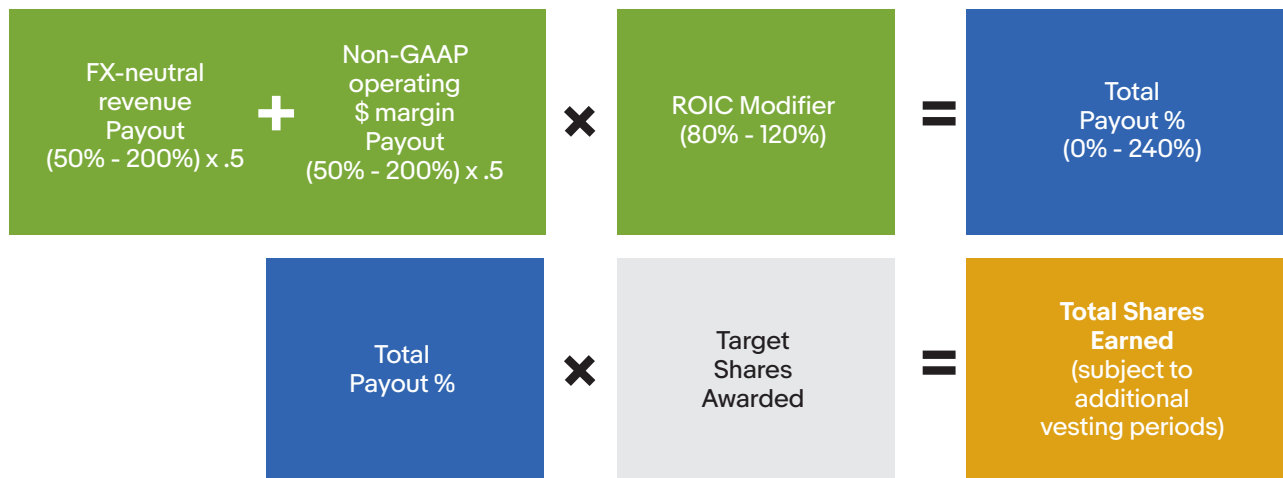 FX-neutral
revenue
Payout
(50% - 200%) x .5
+
Non-GAAP
operating
$ margin
Payout
(50% - 200%) x .5
×
ROIC Modifier
(80% - 120%)
=
Total
Payout %
(0% - 240%)
Total
Payout %
×
Target
Shares
Awarded
=
Total Shares
Earned
(subject to
additional
vesting periods)